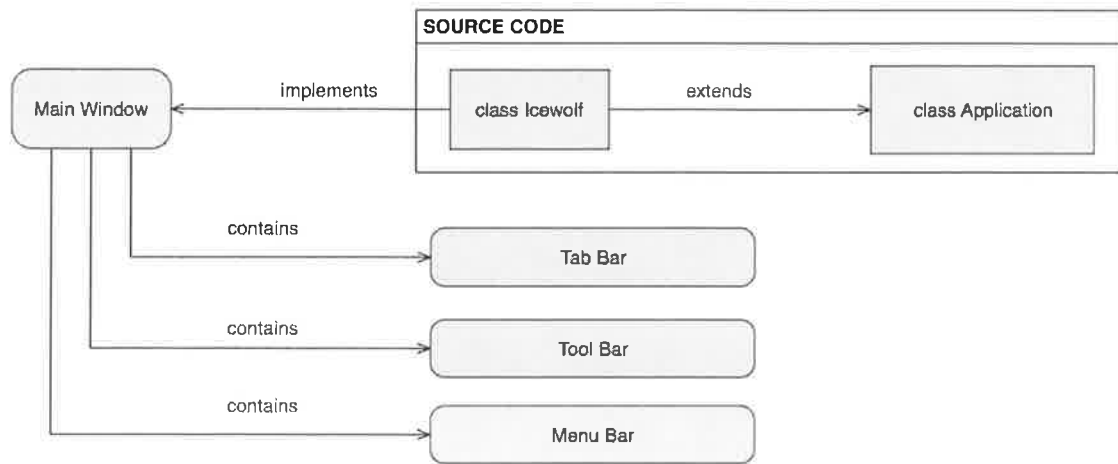 SOURCE CODE
Main Window
implements
class Icewolf
extends
class Application
contains
Tab Bar
contains
Tool Bar
contains
Menu Bar